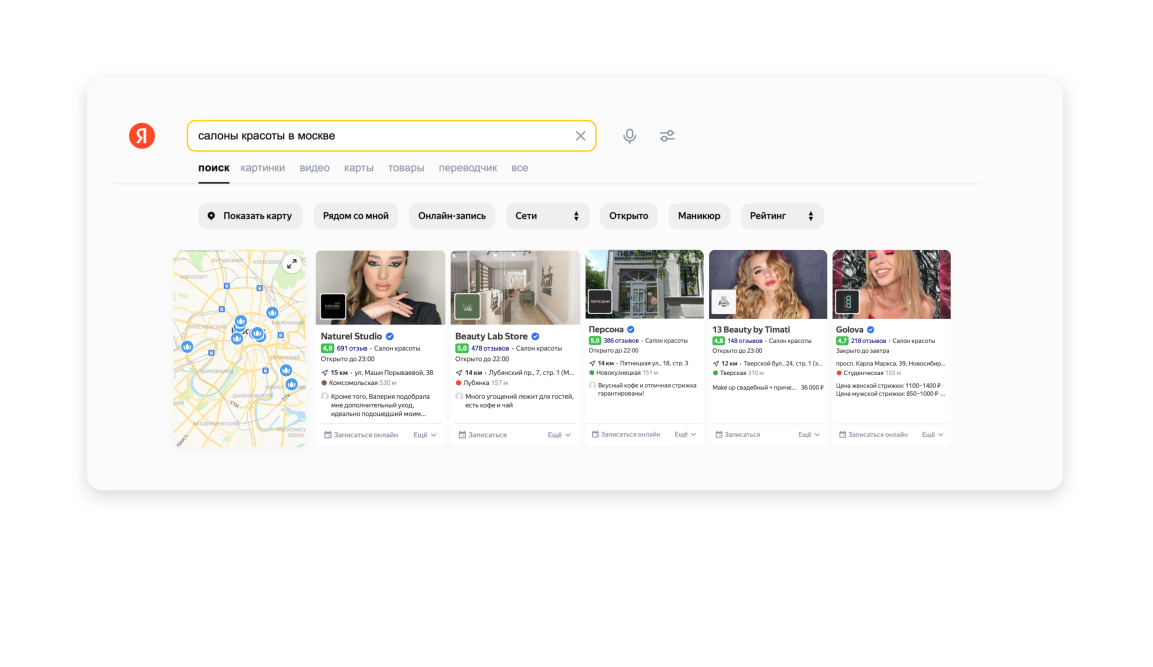 Я
салоны красоты в москве
поиск картинки видео карты товары переводчик все
Показать карту Рядом со мной Онлайн-запись Сети Открыто Маникюр Рейтинг
АЭРОПОРТ
ПРЕСНЕНСКИЙ
АКАДЕМИЧЕСКИЙ
ТТК
ТТК
просп.
Naturel Studio
4,9 691 отзыв · Салон красоты
Открыто до 23:00
15 км · ул. Маши Порываевой, 38
Комсомольская 530 м
Кроме того, Валерия подобрала
мне дополнительный уход,
идеально подошедший моим...
Записаться онлайн Ещё
Beauty Lab Store
5,0 478 отзывов · Салон красоты
Открыто до 22:00
14 км · Лубянский пр., 7, стр. 1 (М...
Лубянка 157 м
Много угощений лежит для гостей,
есть кофе и чай
Записаться Ещё
ПЕРСОНА
ПЕРСОНА
Персона
5,0 386 отзывов · Салон красоты
Открыто до 22:00
14 км · Пятницкая ул., 18, стр. 3
Новокузнецкая 151 м
Вкусный кофе и отличная стрижка
гарантированы!
Записаться онлайн Ещё
13 Beauty by Timati
4,8 148 отзывов · Салон красоты
Открыто до 23:00
12 км · Тверской бул., 24, стр. 1 (э...
Тверская 310 м
Make up свадебный + приче... 36 000 ₽
Записаться Ещё
Golova
4,7 218 отзывов · Салон красоты
Закрыто до завтра
просп. Карла Маркса, 39, Новосибир...
Студенческая 103 м
Цена женской стрижки: 1100–1400 ₽ ·
Цена мужской стрижки: 850–1000 ₽ ·...
Записаться онлайн Ещё